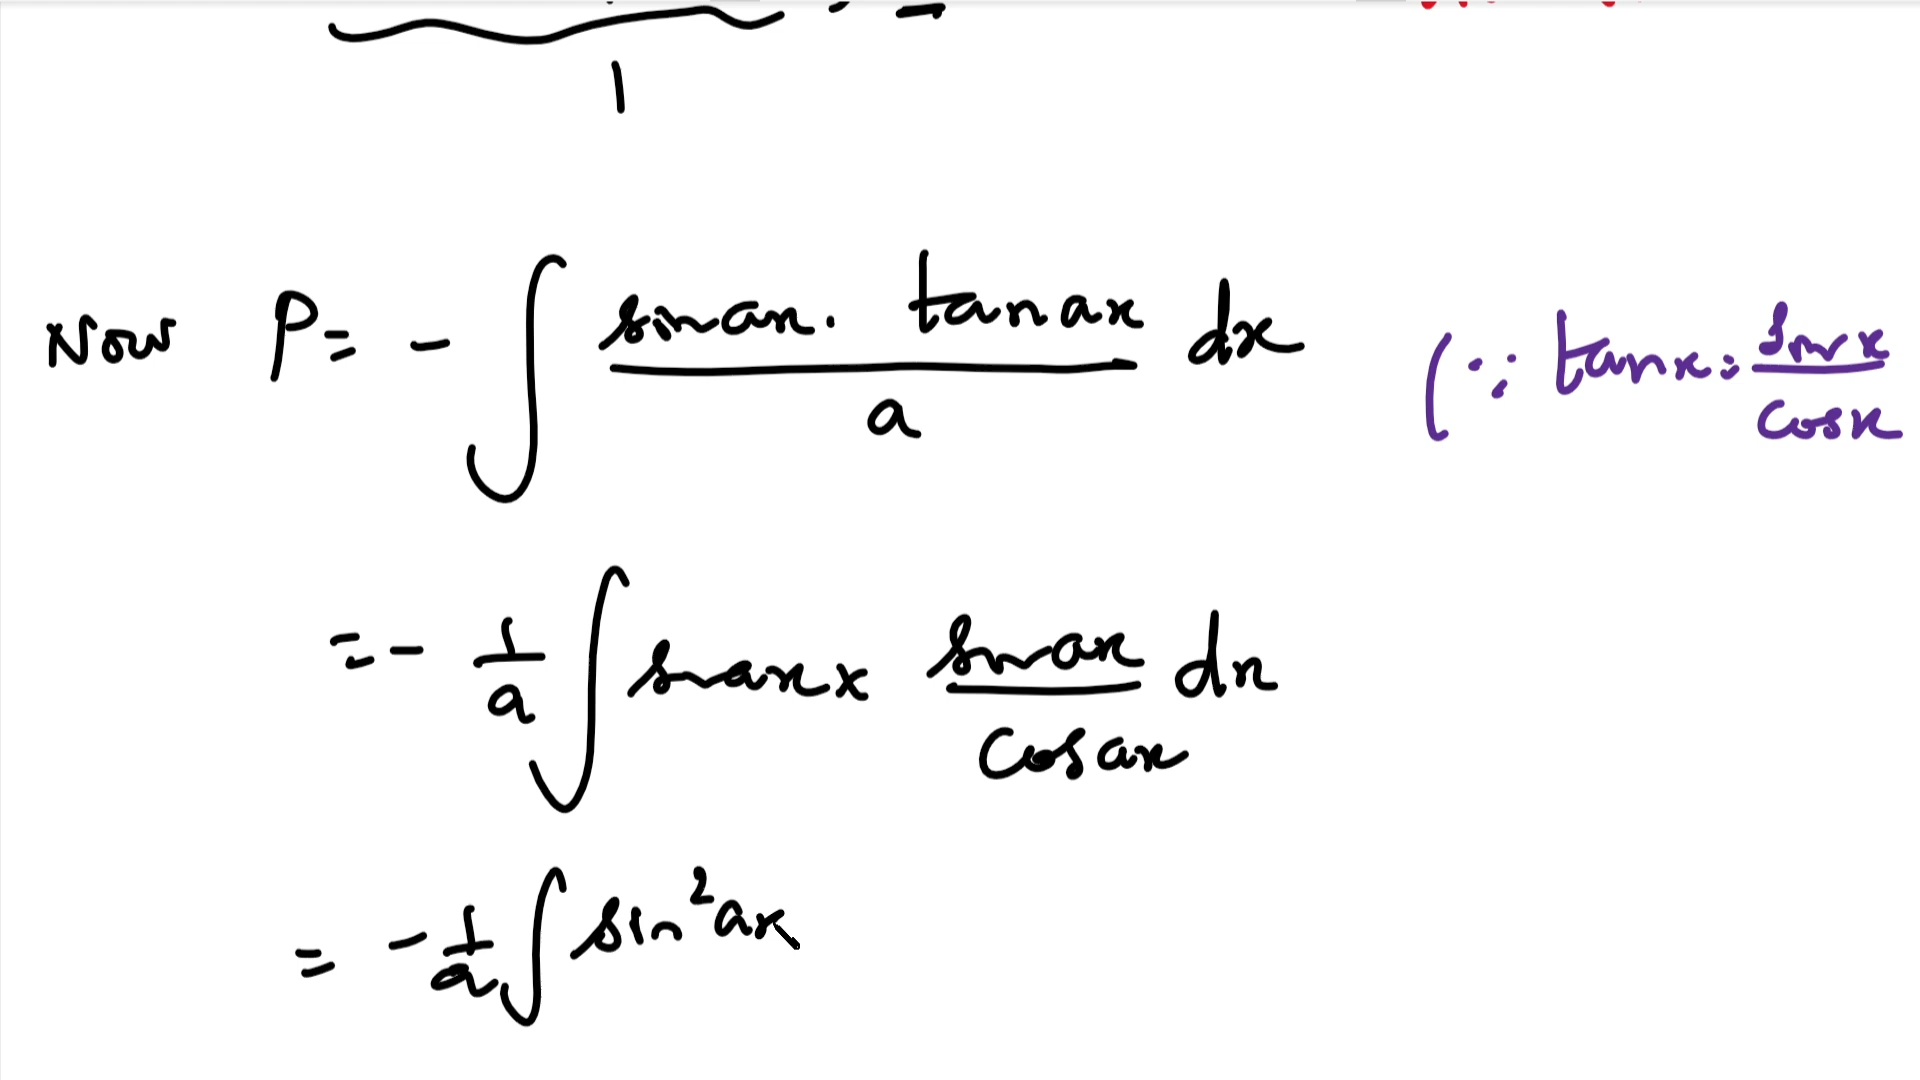 1
Now P = - ∫ sinax. tanax / a dx (∵ tanx = sinx / cosx
= - 1/a ∫ sinax x sinax / cosax dx
= - 1/a ∫ sin²ax